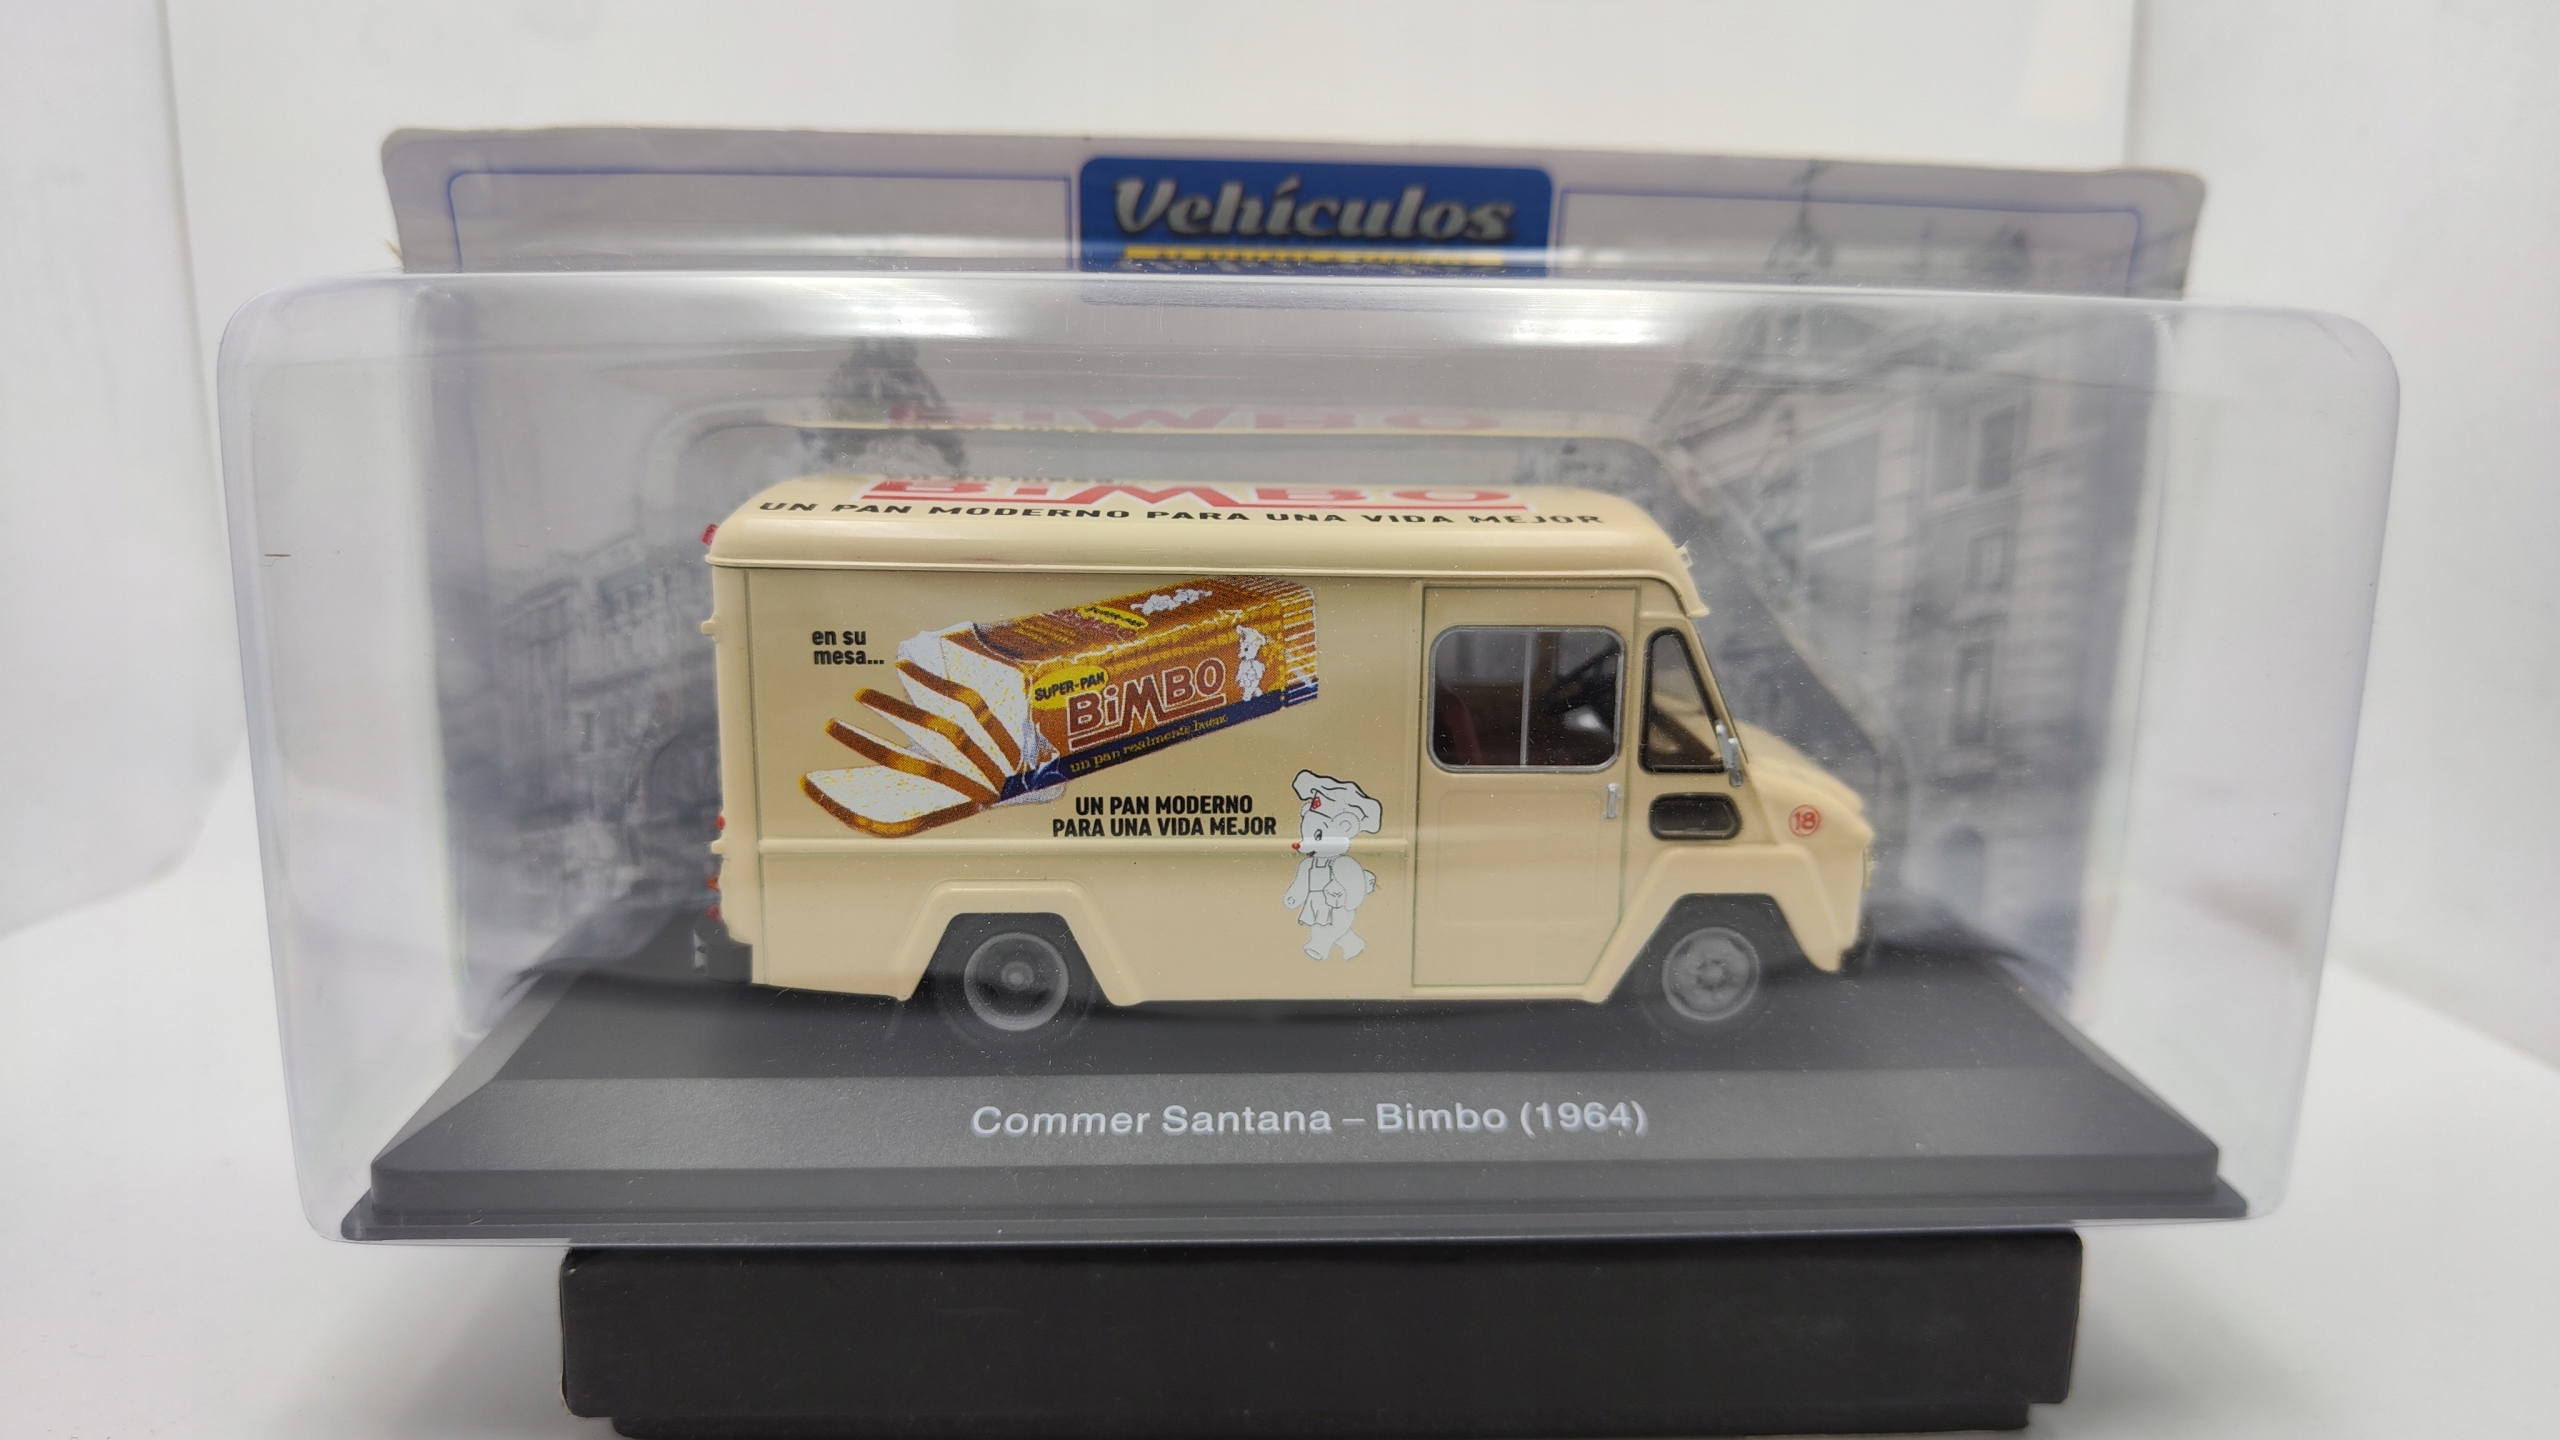 Vehículos
BiMBO
UN PAN MODERNO PARA UNA VIDA MEJOR
en su
mesa...
SUPER-PAN
BiMBO
un pan realmente bueno
UN PAN MODERNO
PARA UNA VIDA MEJOR
18
Commer Santana – Bimbo (1964)